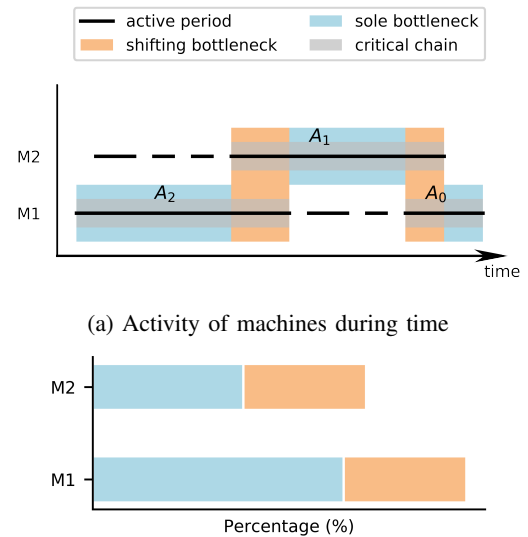 active period
shifting bottleneck
sole bottleneck
critical chain
M2
A₁
A₂
A₀
M1
time
(a) Activity of machines during time
M2
M1
Percentage (%)